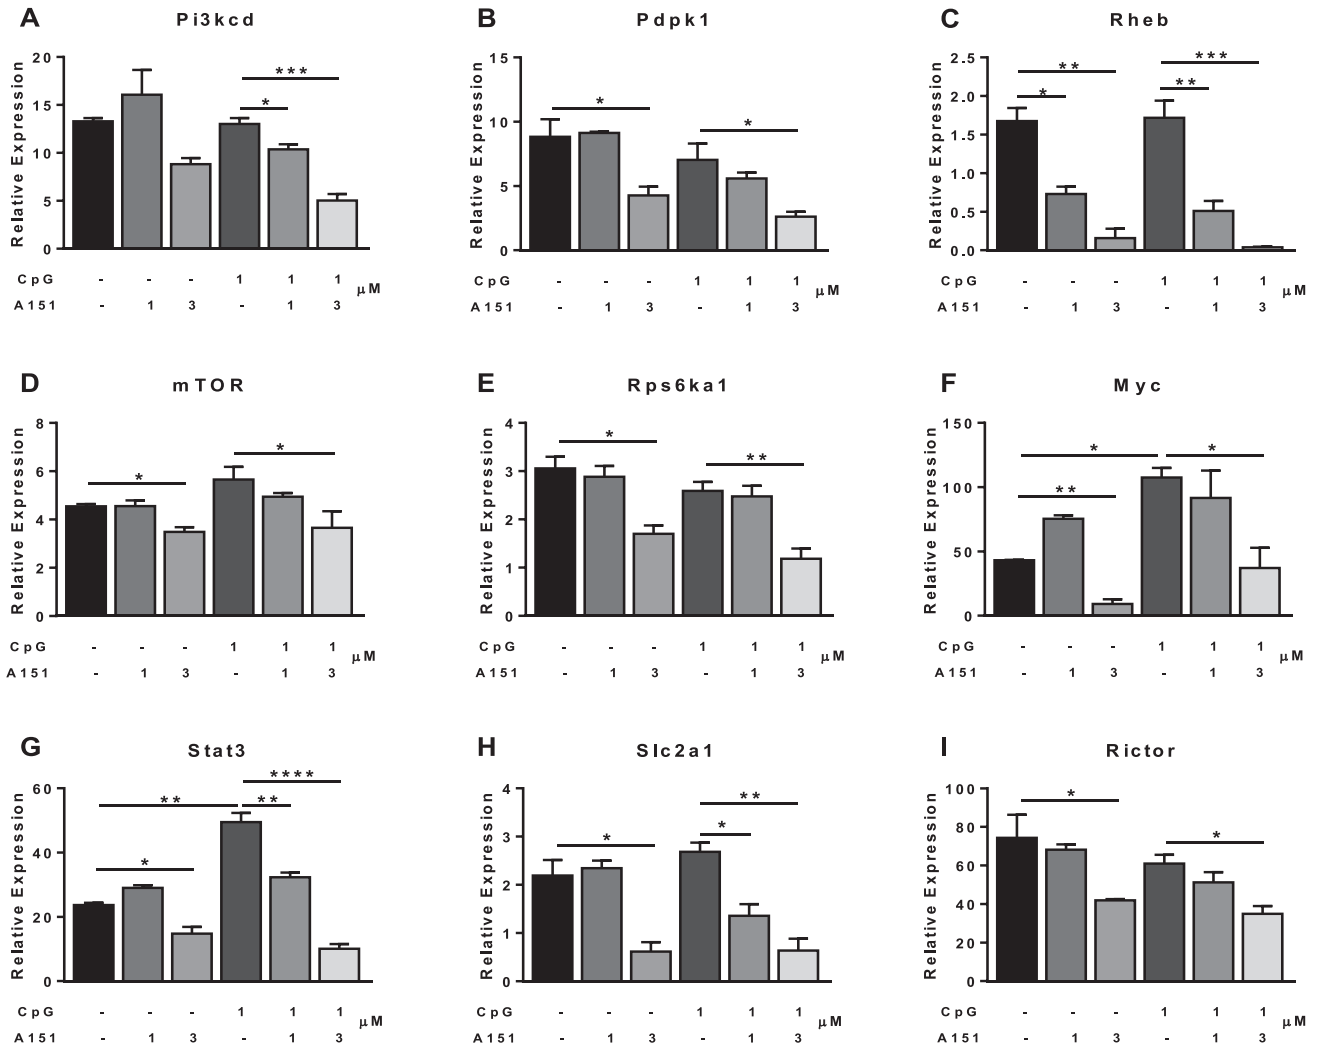 A Pi3kcd
Relative Expression
20
15
10
5
0
***
*
CpG - - - 1 1 1
A151 - 1 3 - 1 3
μM
B Pdpk1
Relative Expression
15
10
5
0
*
*
CpG - - - 1 1 1
A151 - 1 3 - 1 3
μM
C Rheb
Relative Expression
2.5
2.0
1.5
1.0
0.5
0.0
***
**
**
*
CpG - - - 1 1 1
A151 - 1 3 - 1 3
μM
D mTOR
Relative Expression
8
6
4
2
0
*
*
CpG - - - 1 1 1
A151 - 1 3 - 1 3
μM
E Rps6ka1
Relative Expression
4
3
2
1
0
*
**
CpG - - - 1 1 1
A151 - 1 3 - 1 3
μM
F Myc
Relative Expression
150
100
50
0
* *
**
CpG - - - 1 1 1
A151 - 1 3 - 1 3
μM
G Stat3
Relative Expression
60
40
20
0
****
** **
*
CpG - - - 1 1 1
A151 - 1 3 - 1 3
μM
H Slc2a1
Relative Expression
4
3
2
1
0
**
*
*
CpG - - - 1 1 1
A151 - 1 3 - 1 3
μM
I Rictor
Relative Expression
100
80
60
40
20
0
*
*
CpG - - - 1 1 1
A151 - 1 3 - 1 3
μM